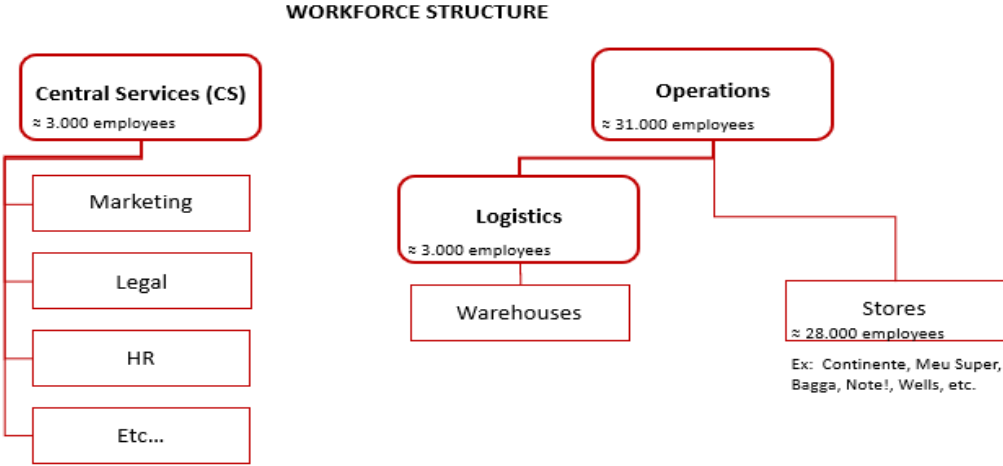 WORKFORCE STRUCTURE
Central Services (CS)
≈ 3.000 employees
Marketing
Legal
HR
Etc...
Operations
≈ 31.000 employees
Logistics
≈ 3.000 employees
Warehouses
Stores
≈ 28.000 employees
Ex: Continente, Meu Super,
Bagga, Note!, Wells, etc.